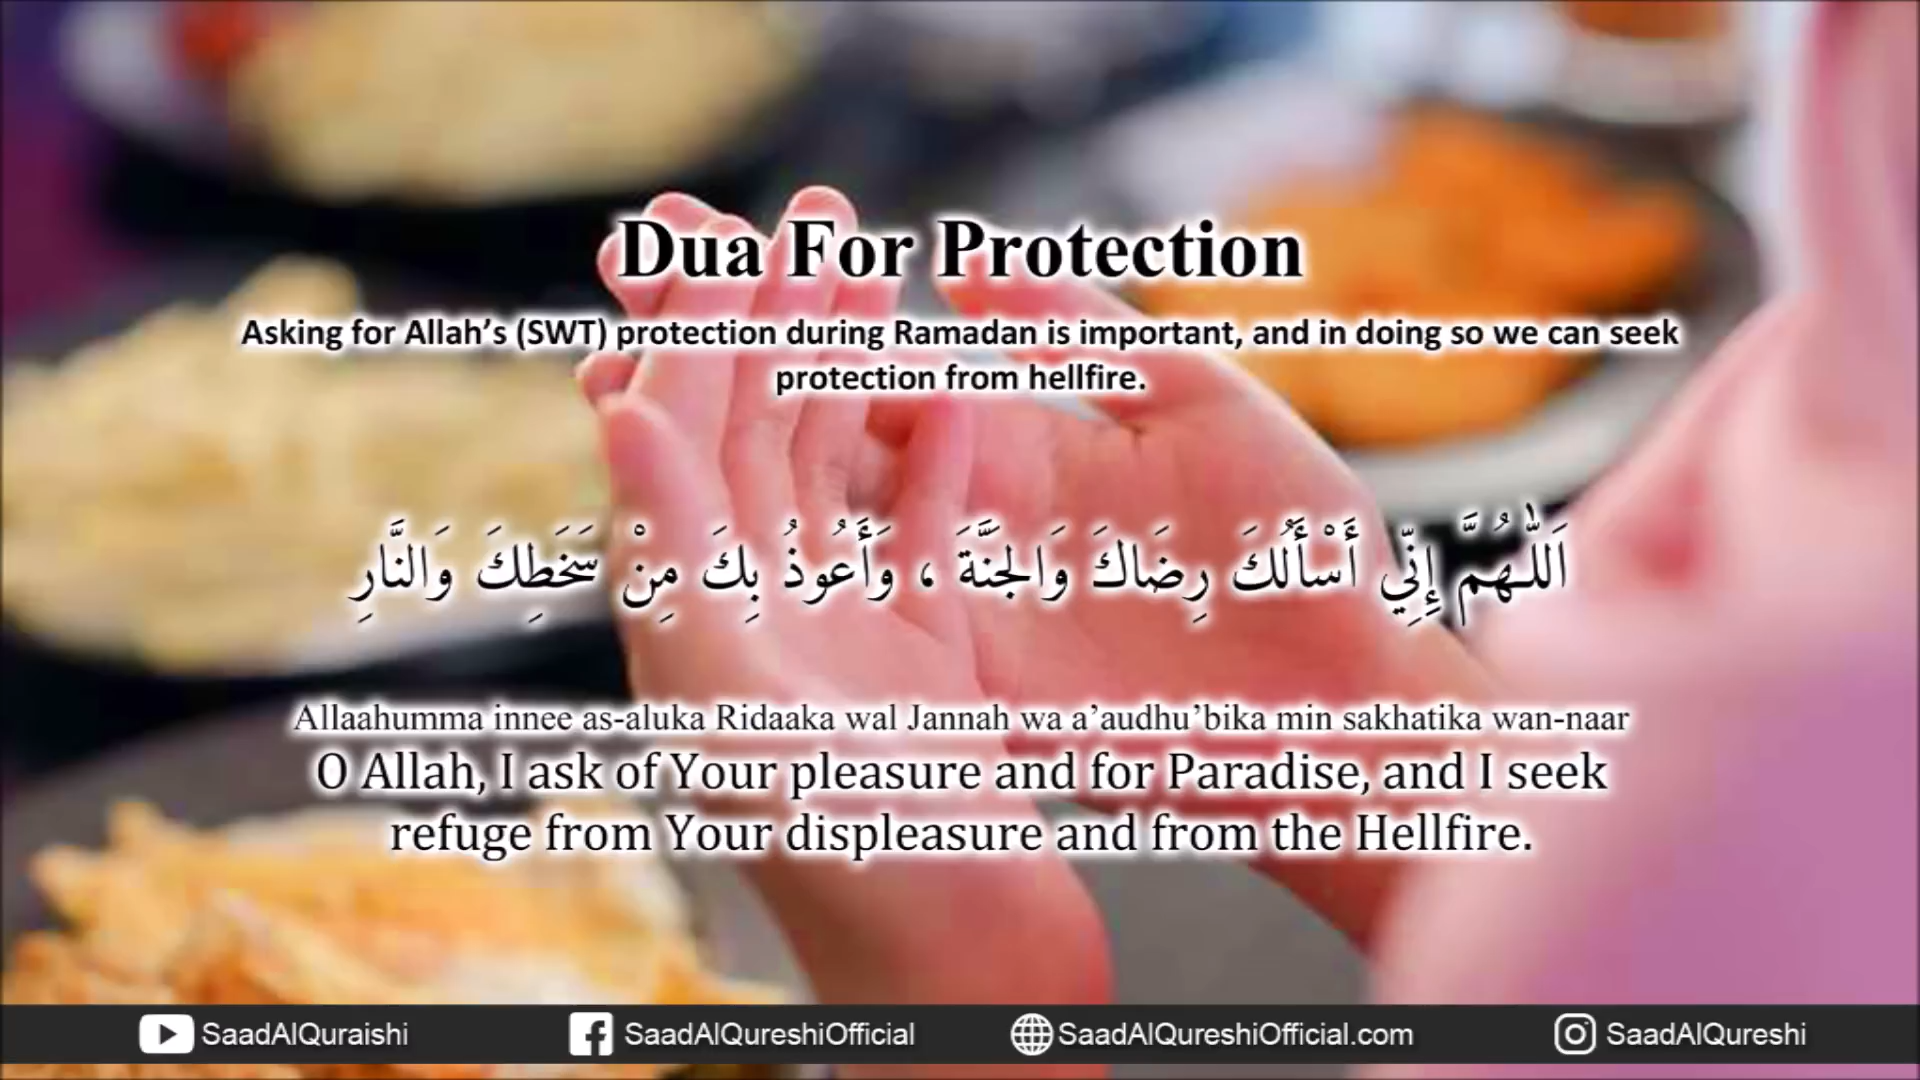 Dua For Protection
Asking for Allah’s (SWT) protection during Ramadan is important, and in doing so we can seek
protection from hellfire.
اَللّٰهُمَّ إِنِّي أَسْأَلُكَ رِضَاكَ وَالْجَنَّةَ ، وَأَعُوذُ بِكَ مِنْ سَخَطِكَ وَالنَّارِ
Allaahumma innee as-aluka Ridaaka wal Jannah wa a’audhu’bika min sakhatika wan-naar
O Allah, I ask of Your pleasure and for Paradise, and I seek
refuge from Your displeasure and from the Hellfire.
SaadAlQuraishi SaadAlQureshiOfficial SaadAlQureshiOfficial.com SaadAlQureshi